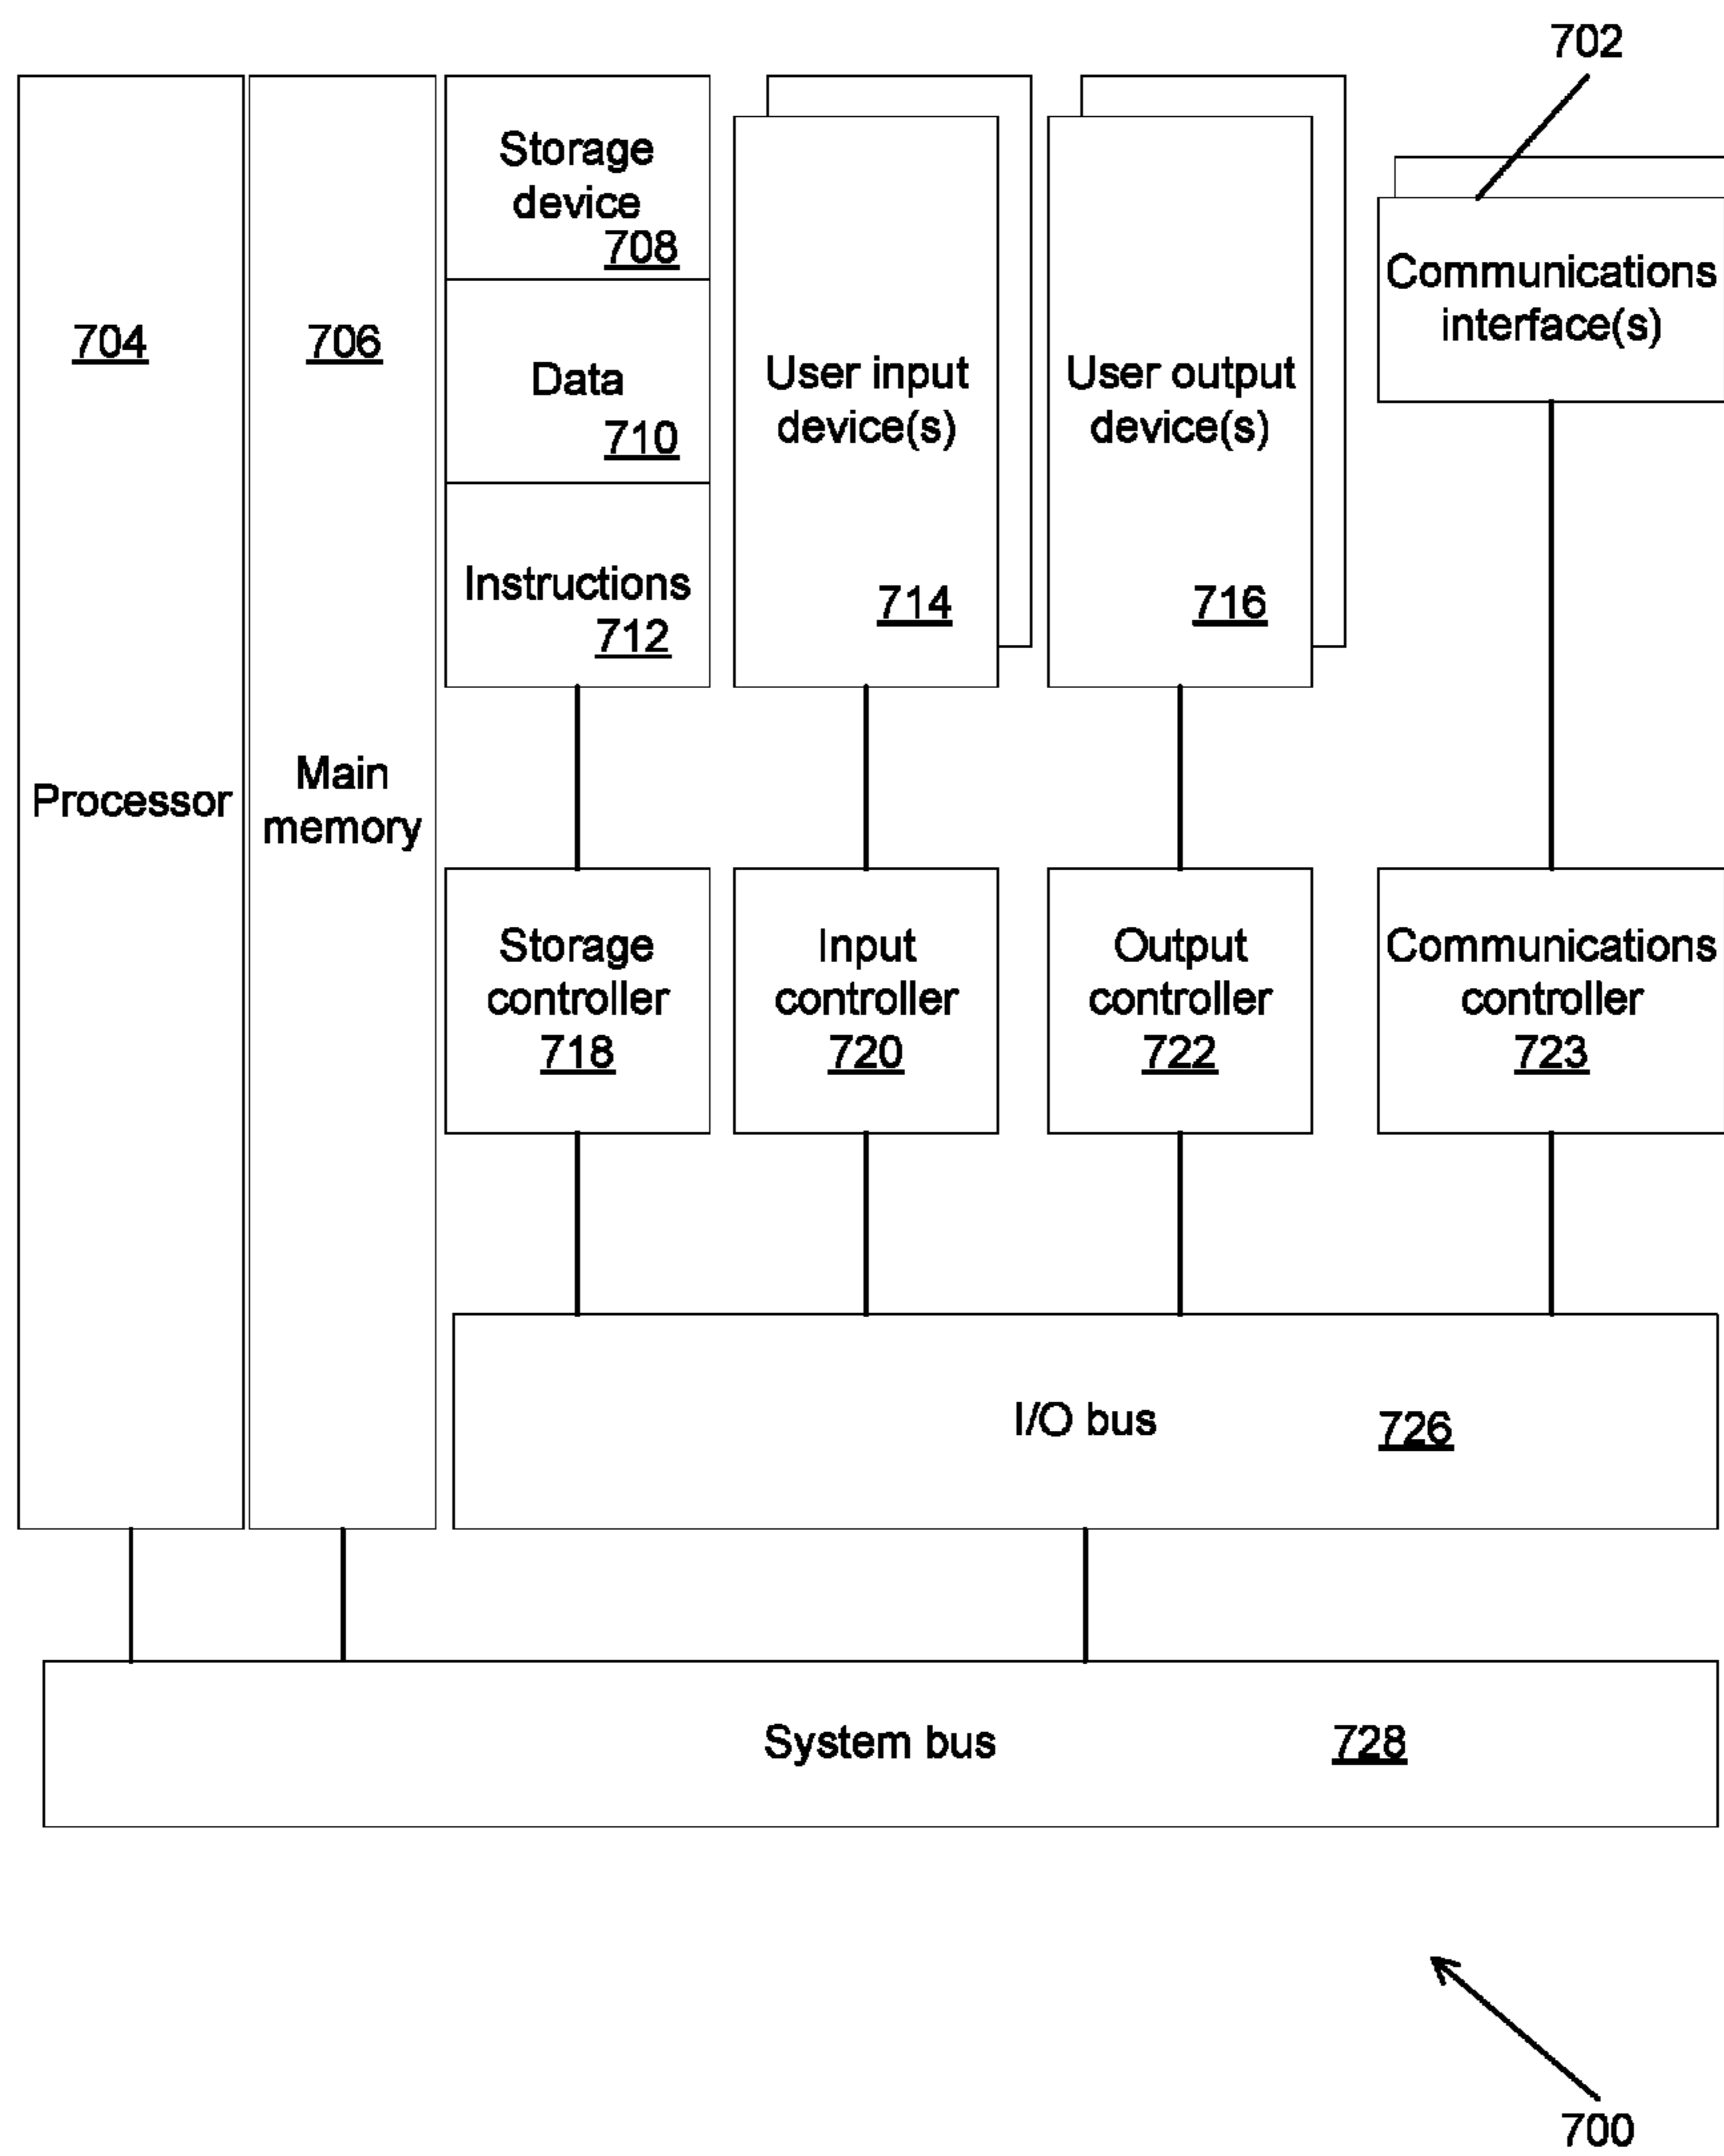 702
Storage
device
708
704
706
Data
710
User input
device(s)
User output
device(s)
Communications
interface(s)
Instructions
712
714
716
Processor
Main
memory
Storage
controller
718
Input
controller
720
Output
controller
722
Communications
controller
723
I/O bus
726
System bus
728
700